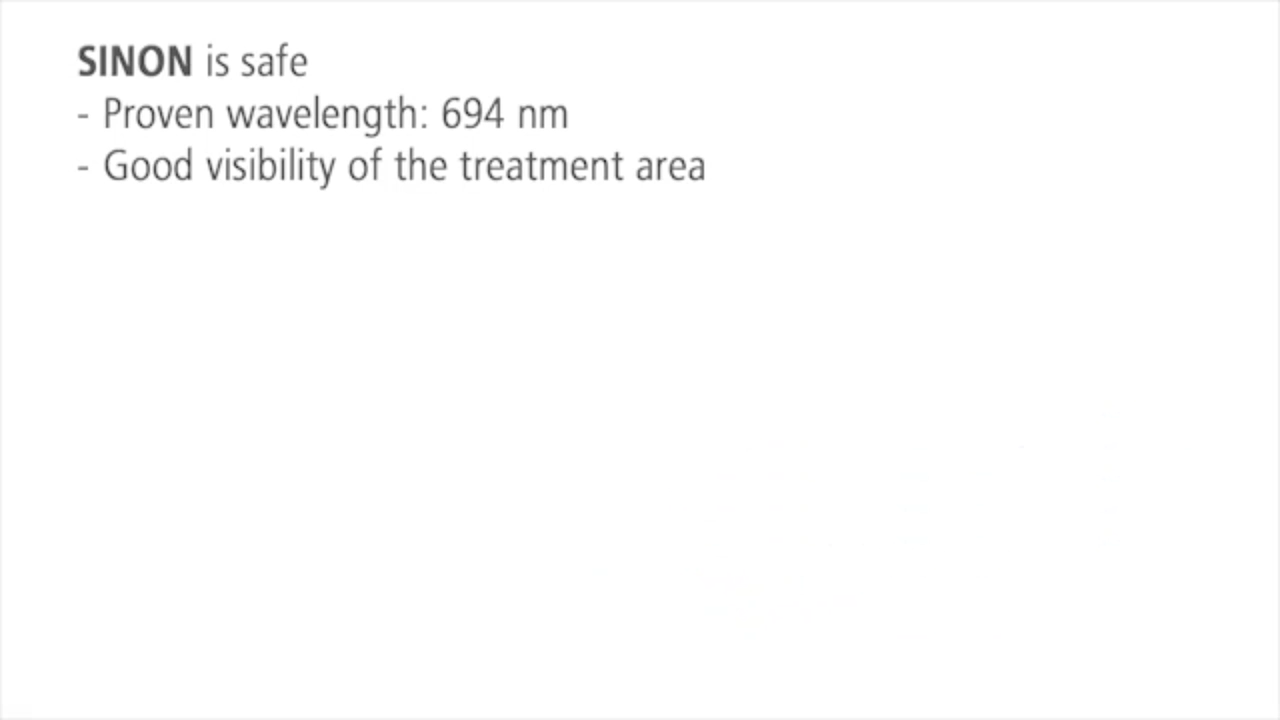 SINON is safe
- Proven wavelength: 694 nm
- Good visibility of the treatment area